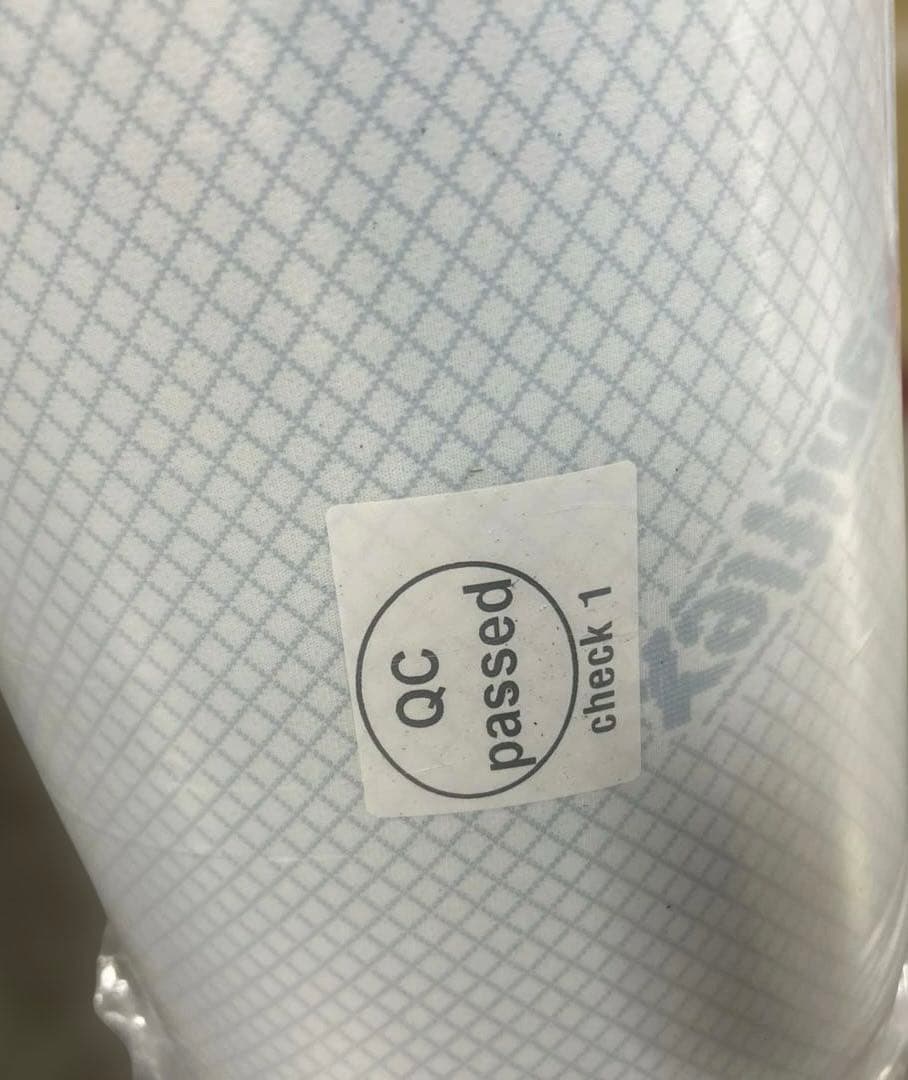 QC
passed
check 1